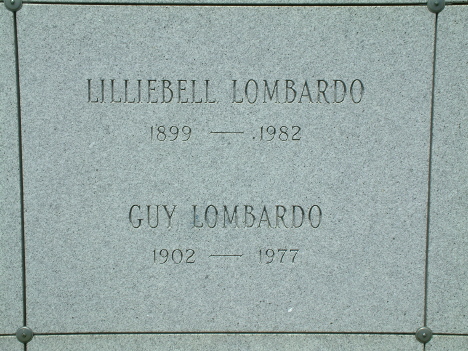 LILLIEBELL LOMBARDO
1899 — 1982
GUY LOMBARDO
1902 — 1977